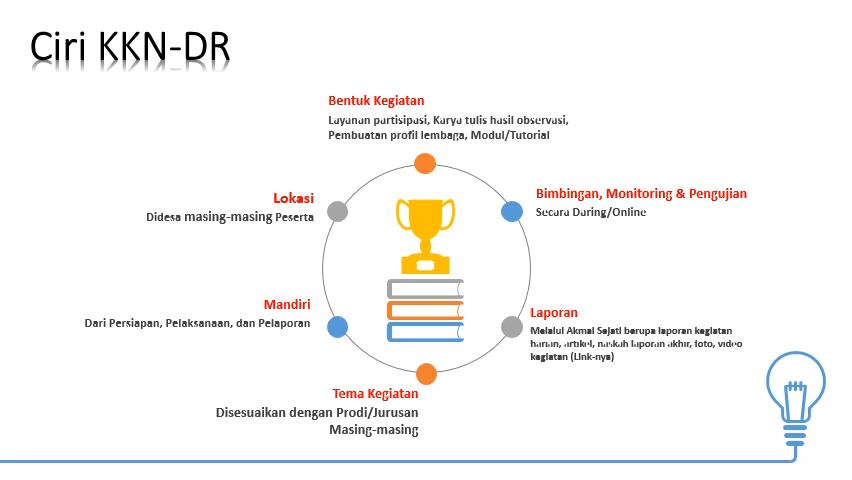 Ciri KKN-DR
Bentuk Kegiatan
Layanan partisipasi, Karya tulis hasil observasi,
Pembuatan profil lembaga, Modul/Tutorial
Bimbingan, Monitoring & Pengujian
Secara Daring/Online
Laporan
Melalui Akmal Sejati berupa laporan kegiatan
harian, artikel, naskah laporan akhir, foto, video
kegiatan (Link-nya)
Tema Kegiatan
Disesuaikan dengan Prodi/Jurusan
Masing-masing
Mandiri
Dari Persiapan, Pelaksanaan, dan Pelaporan
Lokasi
Didesa masing-masing Peserta